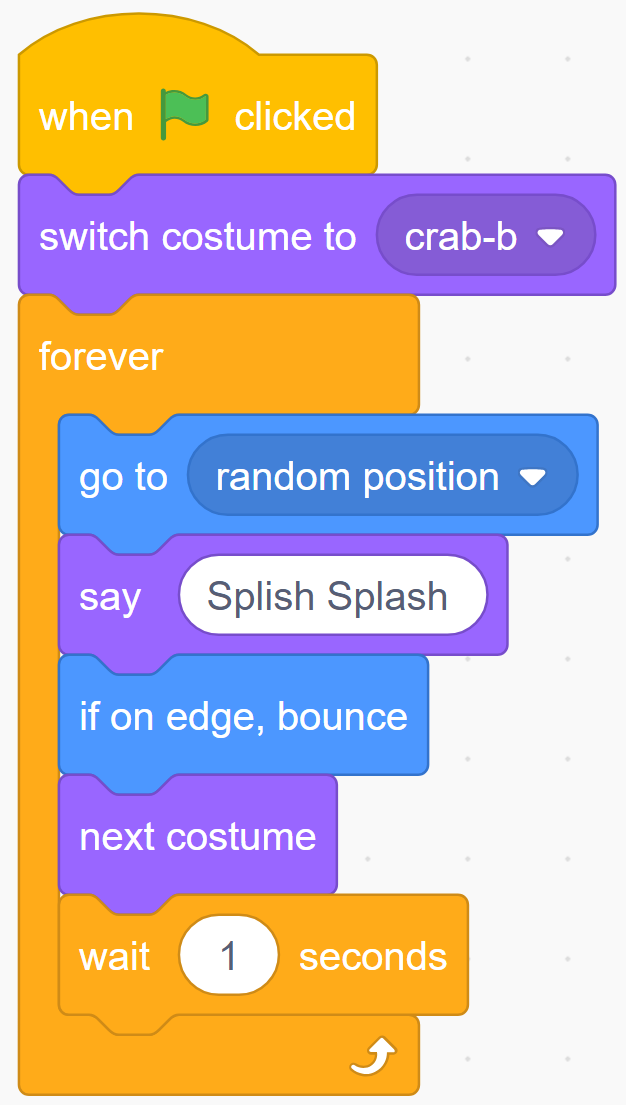 when clicked
switch costume to crab-b
forever
go to random position
say Splish Splash
if on edge, bounce
next costume
wait 1 seconds